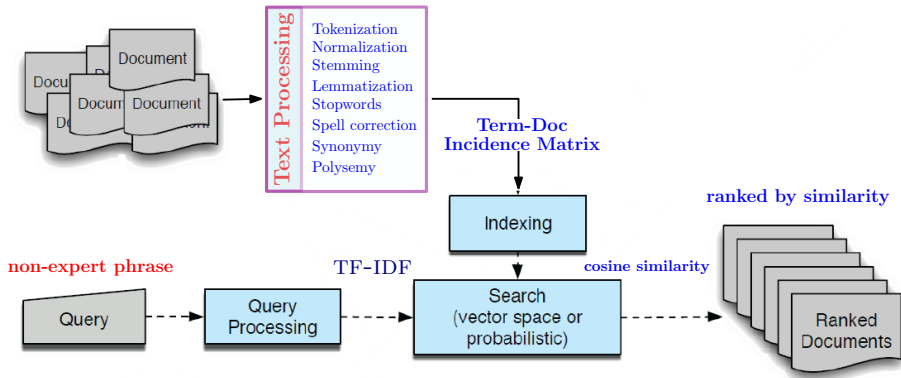 Document
Docu
Docum
Document
Text Processing
Tokenization
Normalization
Stemming
Lemmatization
Stopwords
Spell correction
Synonymy
Polysemy
Term-Doc
Incidence Matrix
Indexing
ranked by similarity
non-expert phrase
TF-IDF
cosine similarity
Query
Query
Processing
Search
(vector space or
probabilistic)
Ranked
Documents